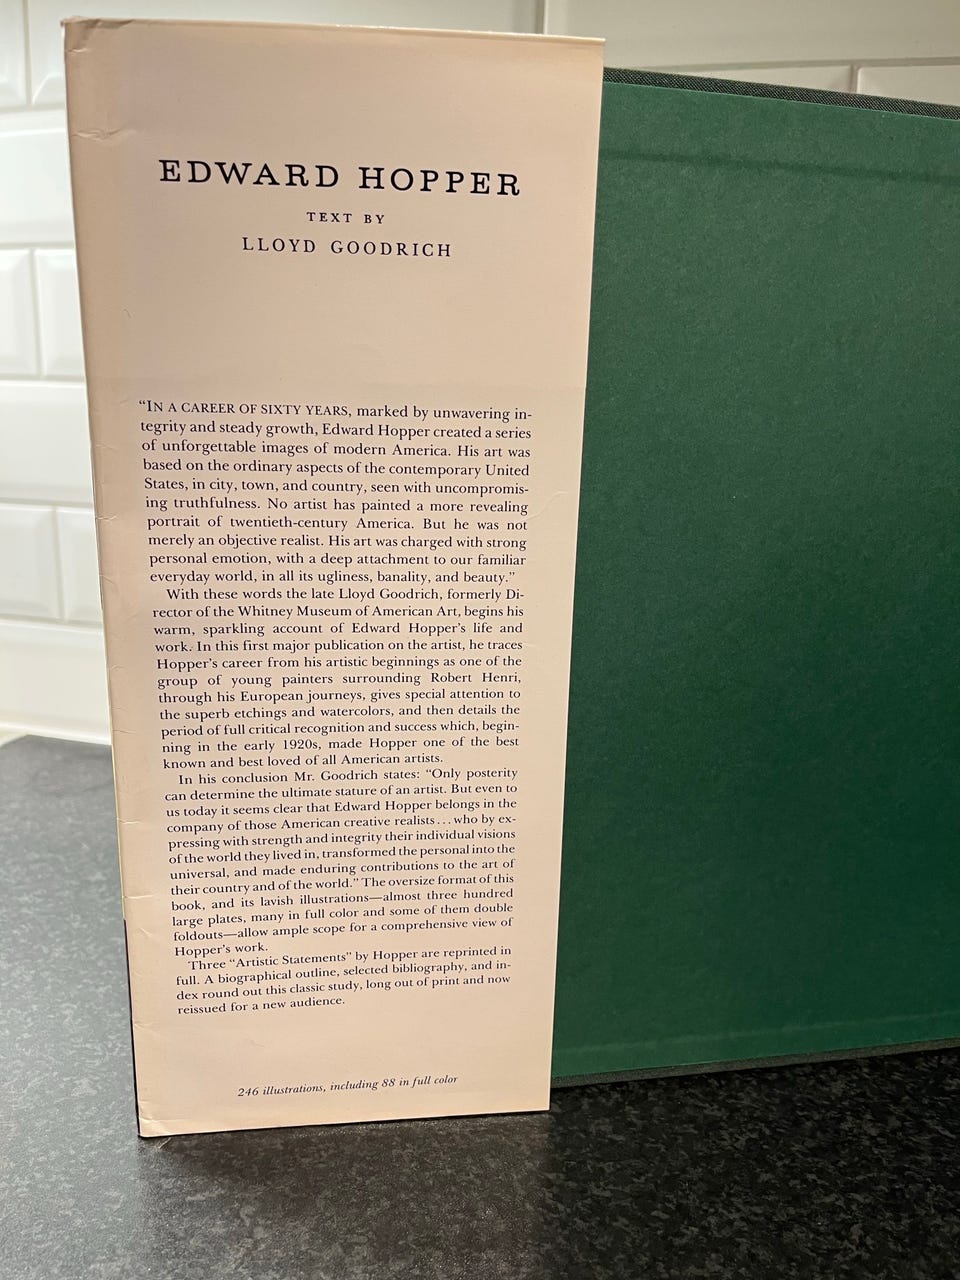 EDWARD HOPPER
TEXT BY
LLOYD GOODRICH
“IN A CAREER OF SIXTY YEARS, marked by unwavering in-
tegrity and steady growth, Edward Hopper created a series
of unforgettable images of modern America. His art was
based on the ordinary aspects of the contemporary United
States, in city, town, and country, seen with uncompromis-
ing truthfulness. No artist has painted a more revealing
portrait of twentieth-century America. But he was not
merely an objective realist. His art was charged with strong
personal emotion, with a deep attachment to our familiar
everyday world, in all its ugliness, banality, and beauty.”
With these words the late Lloyd Goodrich, formerly Di-
rector of the Whitney Museum of American Art, begins his
warm, sparkling account of Edward Hopper's life and
work. In this first major publication on the artist, he traces
Hopper's career from his artistic beginnings as one of the
group of young painters surrounding Robert Henri,
through his European journeys, gives special attention to
the superb etchings and watercolors, and then details the
period of full critical recognition and success which, begin-
ning in the early 1920s, made Hopper one of the best
known and best loved of all American artists.
In his conclusion Mr. Goodrich states: “Only posterity
can determine the ultimate stature of an artist. But even to
us today it seems clear that Edward Hopper belongs in the
company of those American creative realists... who by ex-
pressing with strength and integrity their individual visions
of the world they lived in, transformed the personal into the
universal, and made enduring contributions to the art of
their country and of the world.” The oversize format of this
book, and its lavish illustrations—almost three hundred
large plates, many in full color and some of them double
foldouts—allow ample scope for a comprehensive view of
Hopper's work.
Three “Artistic Statements” by Hopper are reprinted in
full. A biographical outline, selected bibliography, and in-
dex round out this classic study, long out of print and now
reissued for a new audience.
246 illustrations, including 88 in full color